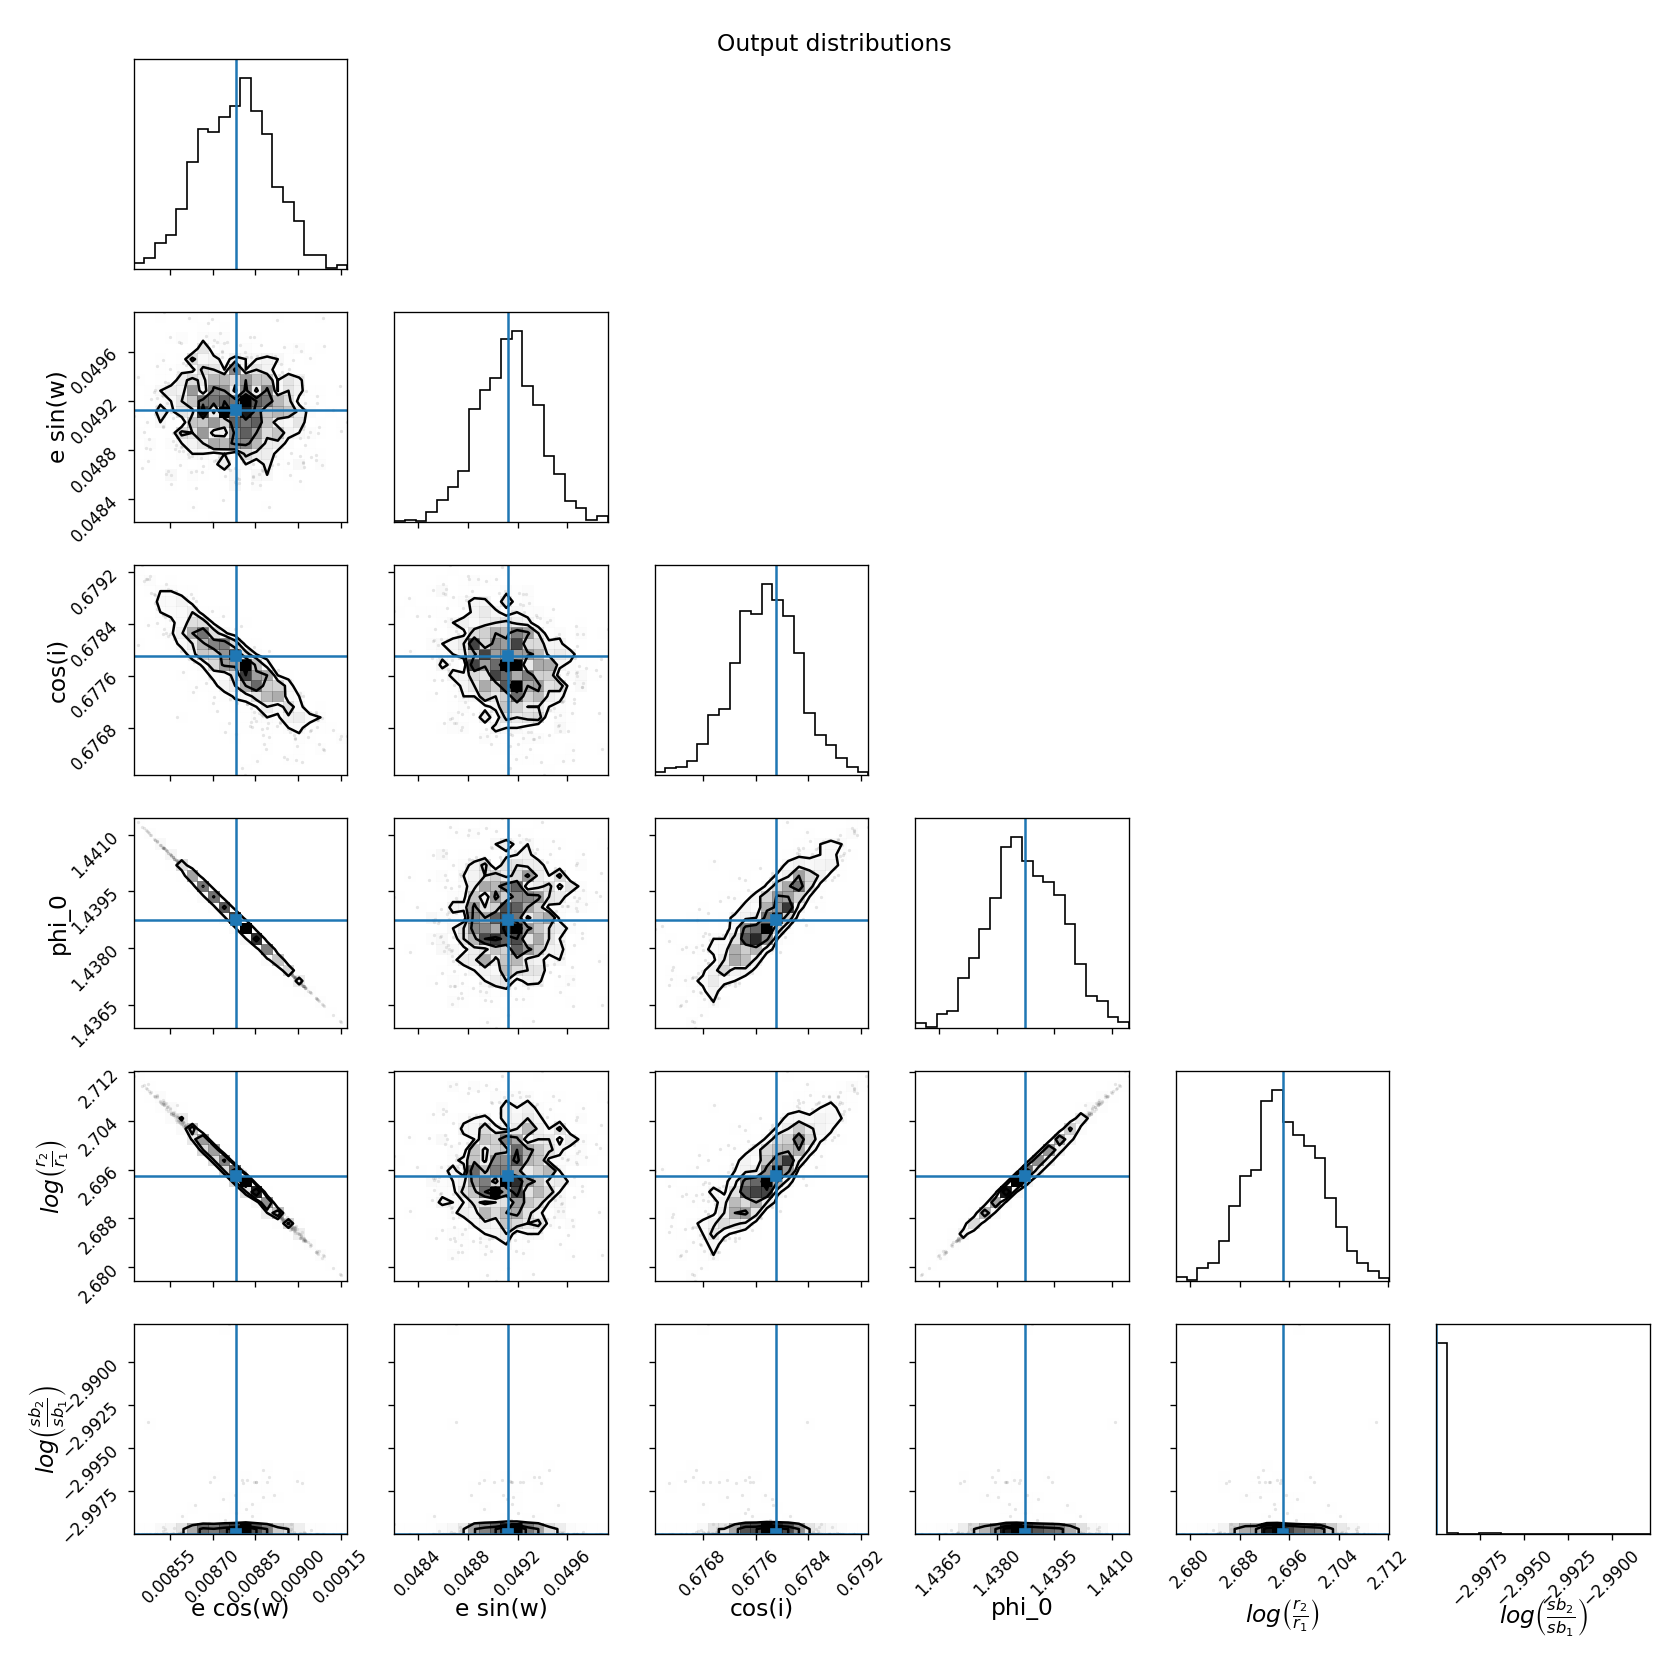 Output distributions
e sin(w)
0.0496
0.0492
0.0488
0.0484
cos(i)
0.6792
0.6784
0.6776
0.6768
phi_0
1.4410
1.4395
1.4380
1.4365
log(r2/r1)
2.712
2.704
2.696
2.688
2.680
log(sb2/sb1)
−2.9900
−2.9925
−2.9950
−2.9975
0.00855 0.00870 0.00885 0.00900 0.00915
0.0484 0.0488 0.0492 0.0496
0.6768 0.6776 0.6784 0.6792
1.4365 1.4380 1.4395 1.4410
2.680 2.688 2.696 2.704 2.712
−2.9975 −2.9950 −2.9925 −2.9900
e cos(w) e sin(w) cos(i) phi_0 log(r2/r1) log(sb2/sb1)